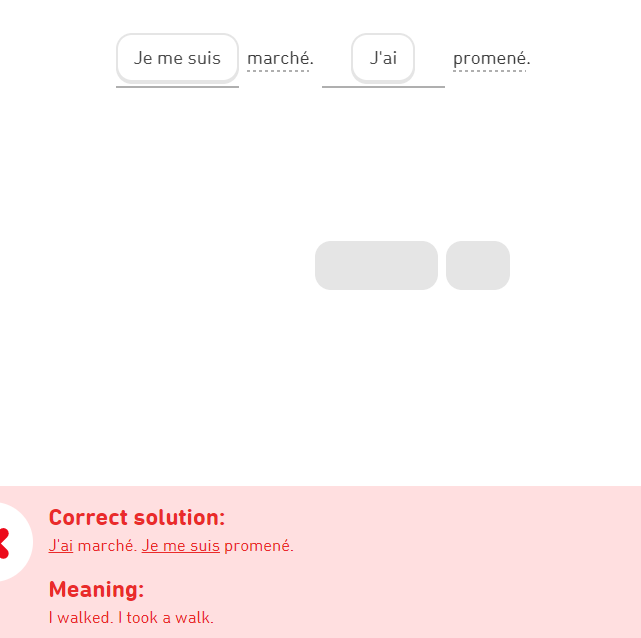 Je me suis marché. J'ai promené.
Correct solution:
J'ai marché. Je me suis promené.
Meaning:
I walked. I took a walk.